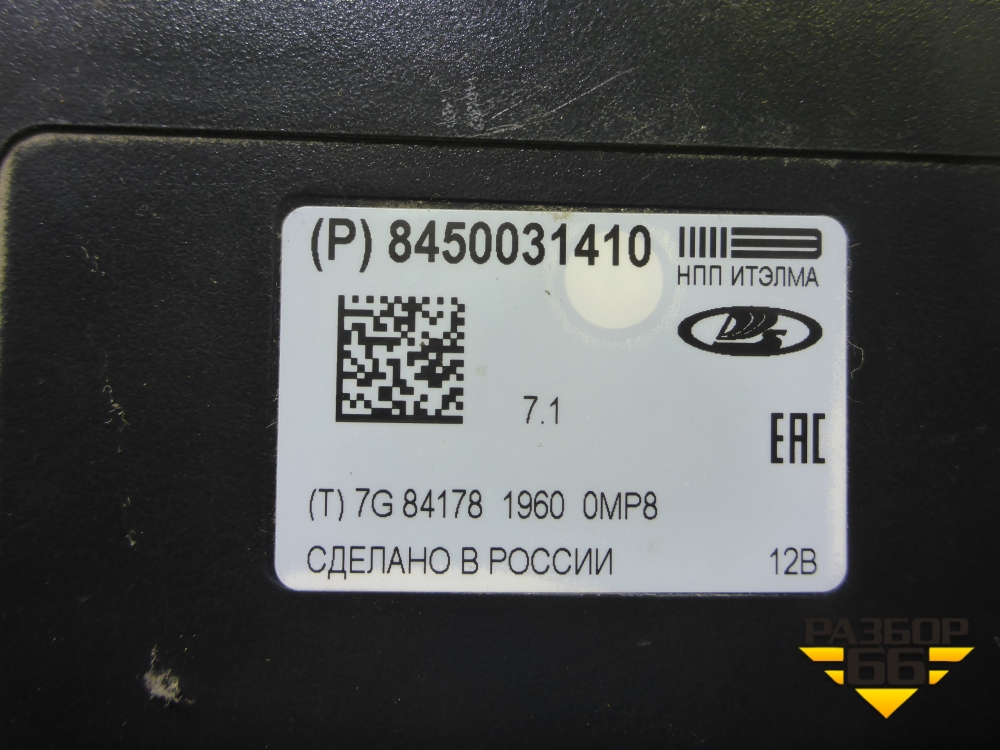 (P) 8450031410
НПП ИТЭЛМА
7.1
EAC
(T) 7G 84178 1960 0MP8
СДЕЛАНО В РОССИИ 12В
РАЗБОР
66